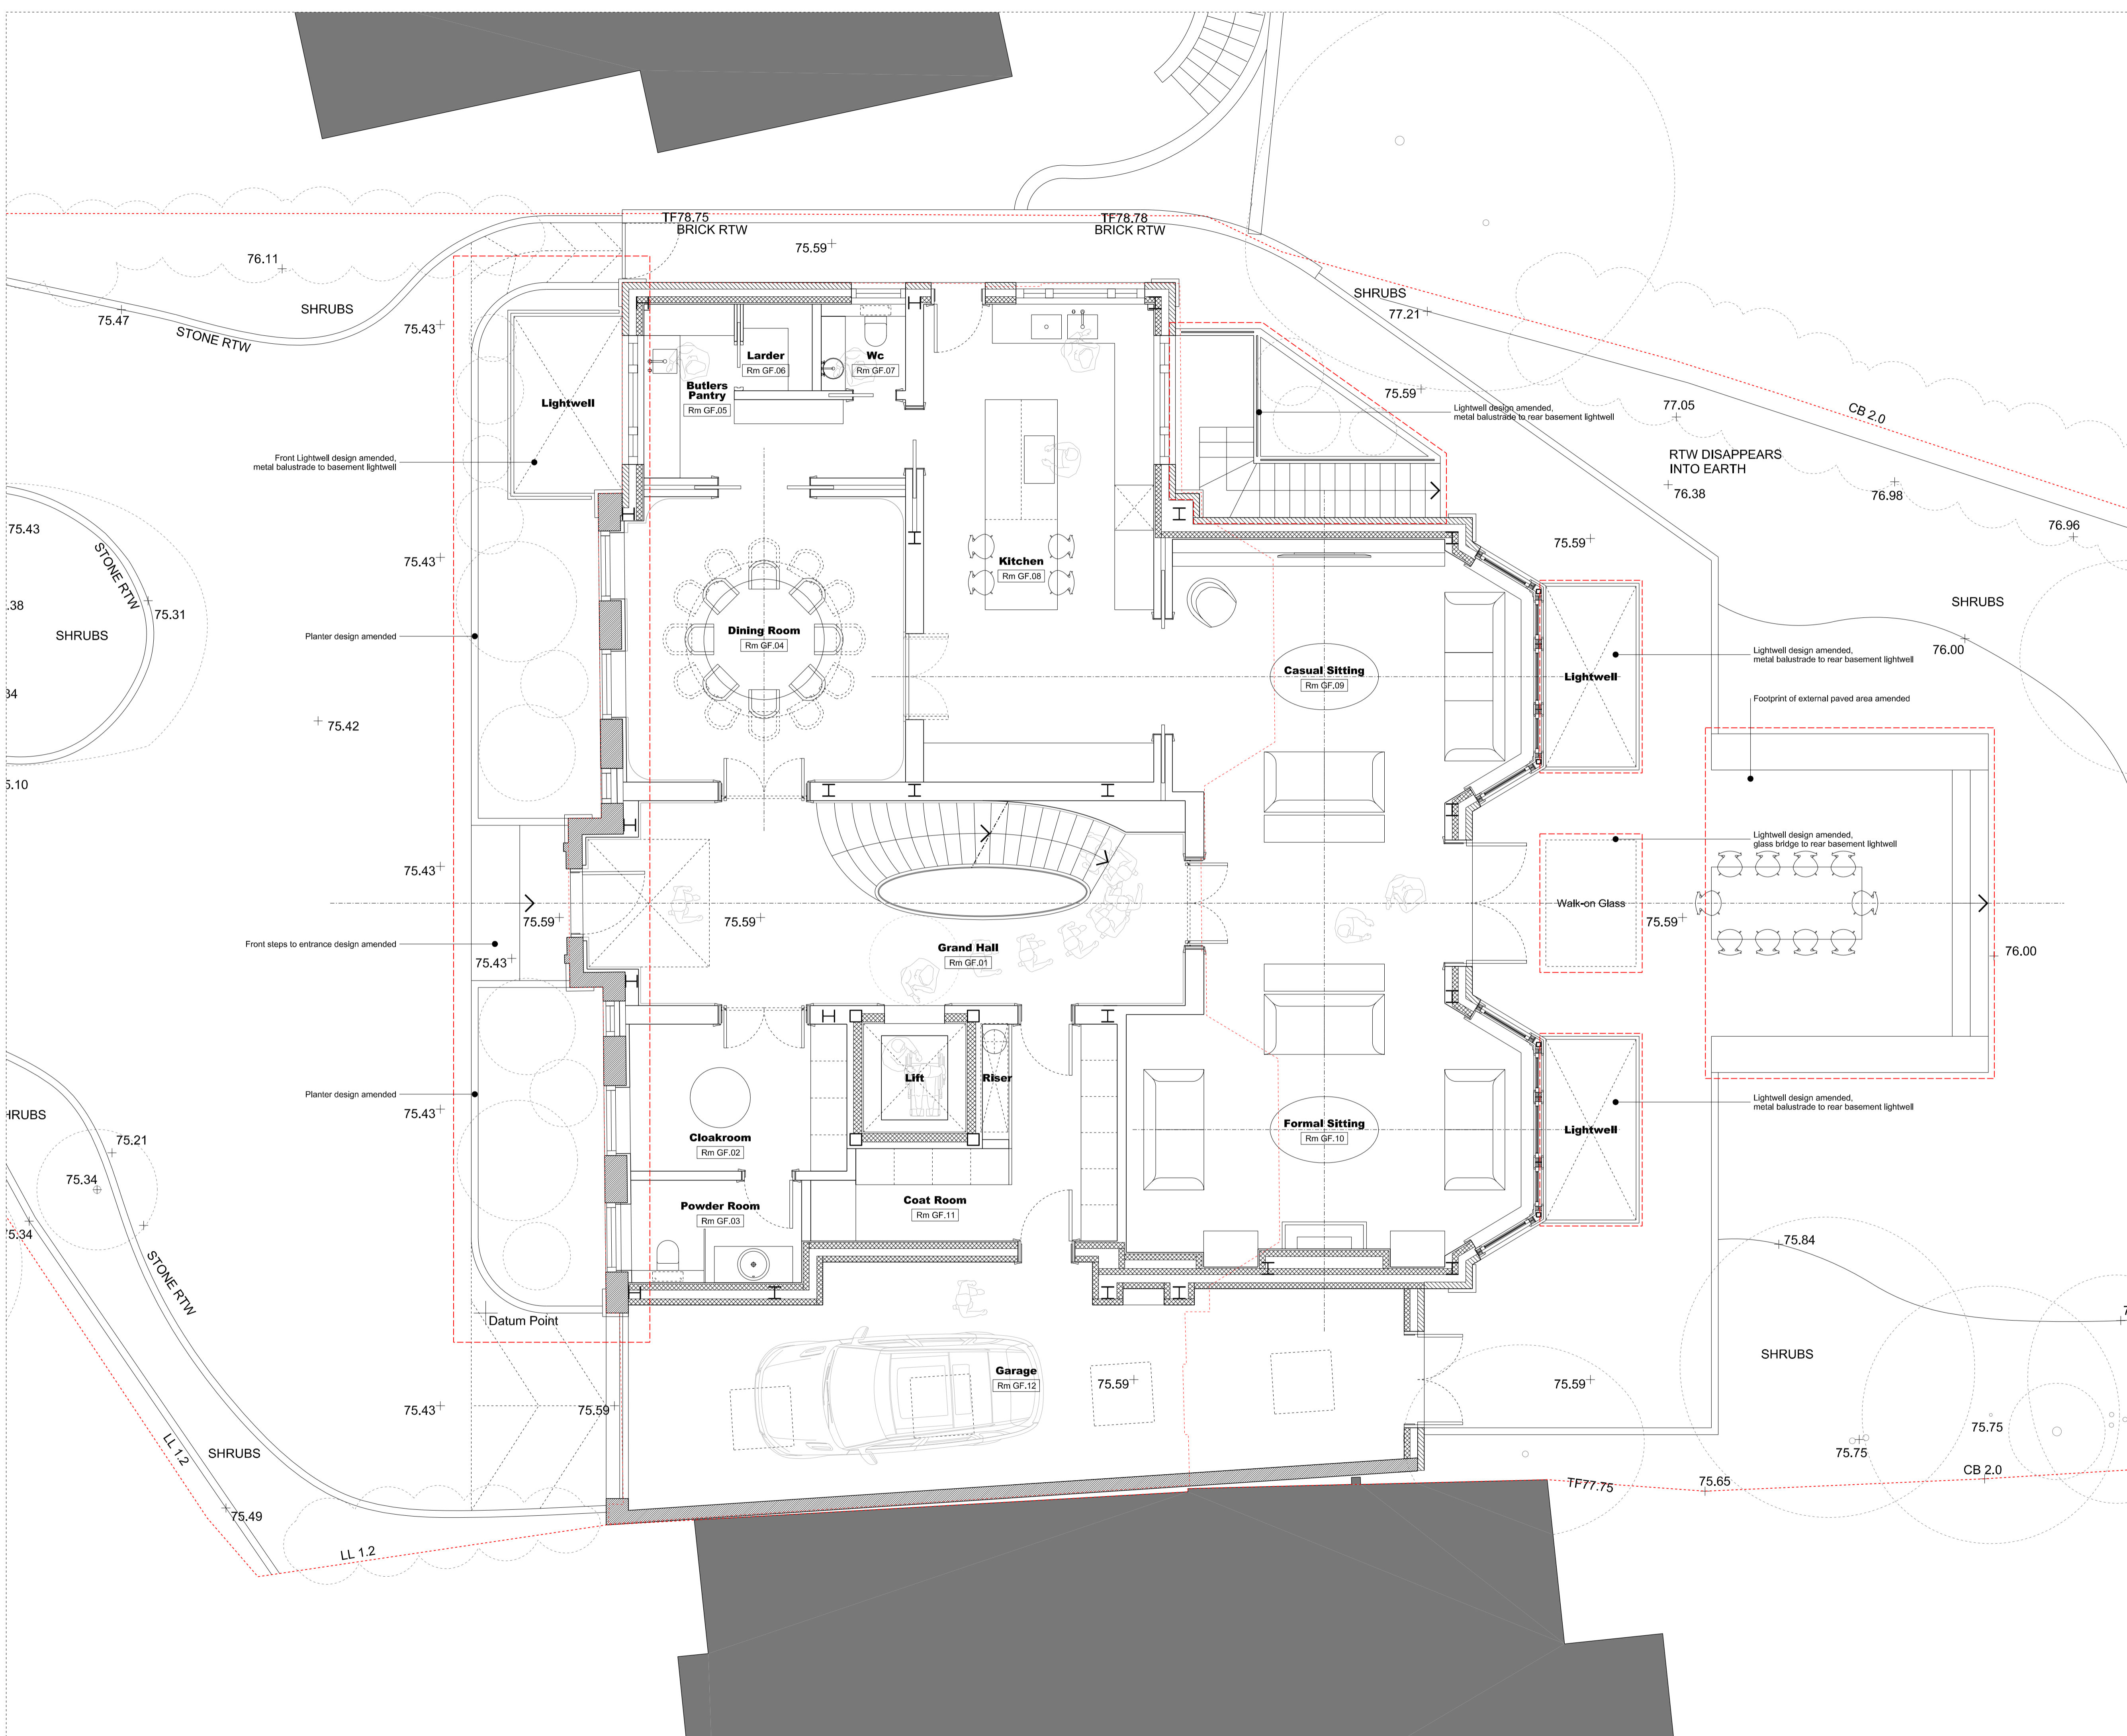 TF78.75
BRICK RTW
TF78.78
BRICK RTW
75.59
76.11
SHRUBS
75.47
STONE RTW
75.43
SHRUBS
77.21
Larder
Rm GF.06
Wc
Rm GF.07
Butlers
Pantry
Rm GF.05
Lightwell
75.59
Lightwell design amended,
metal balustrade to rear basement lightwell
77.05
CB 2.0
RTW DISAPPEARS
INTO EARTH
76.38
76.98
76.96
Front Lightwell design amended,
metal balustrade to basement lightwell
75.43
STONE RTW
75.43
75.59
Kitchen
Rm GF.08
75.31
SHRUBS
Planter design amended
Dining Room
Rm GF.04
Casual Sitting
Rm GF.09
Lightwell
Lightwell design amended,
metal balustrade to rear basement lightwell
76.00
SHRUBS
Footprint of external paved area amended
75.42
Lightwell design amended,
glass bridge to rear basement lightwell
75.43
75.59
75.59
Walk-on Glass
75.59
Front steps to entrance design amended
75.43
Grand Hall
Rm GF.01
76.00
Lift
Riser
Planter design amended
75.43
Lightwell design amended,
metal balustrade to rear basement lightwell
Formal Sitting
Rm GF.10
Lightwell
HRUBS
75.21
75.34
Cloakroom
Rm GF.02
Powder Room
Rm GF.03
Coat Room
Rm GF.11
75.84
STONE RTW
Datum Point
SHRUBS
Garage
Rm GF.12
75.59
75.59
75.43
75.59
LL 1.2
SHRUBS
75.75
75.75
CB 2.0
TF77.75
75.65
75.49
LL 1.2